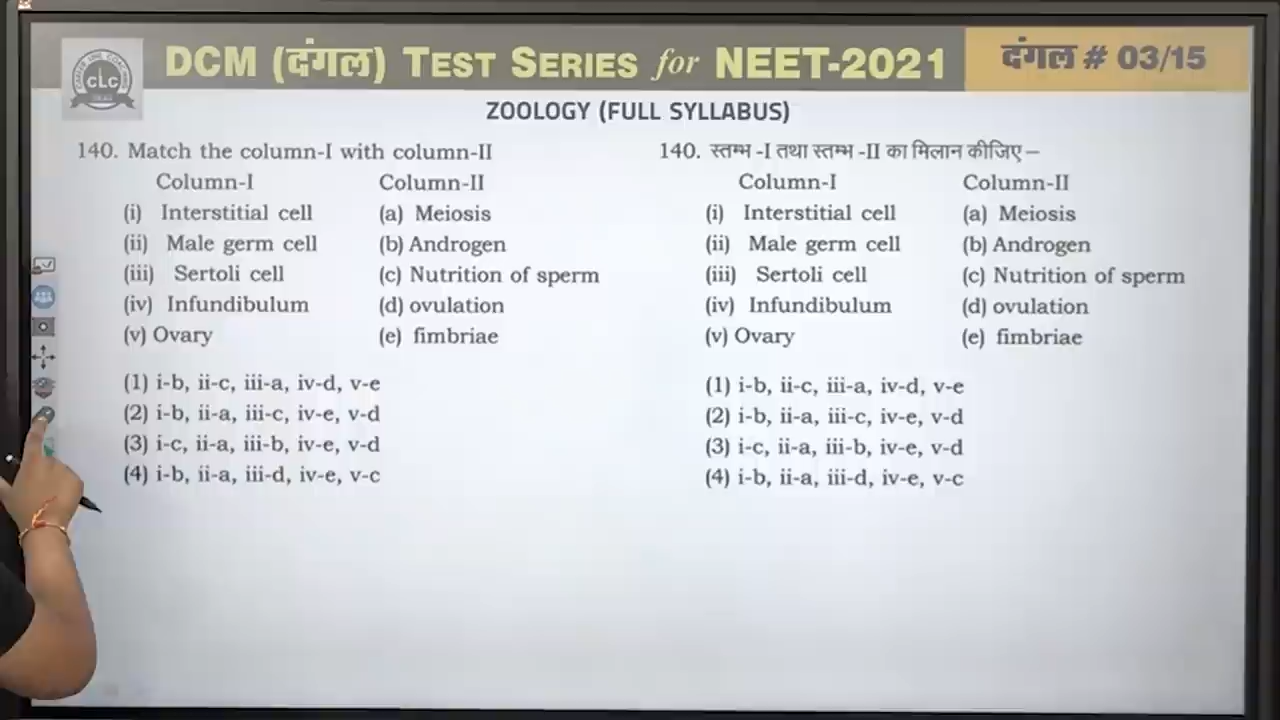 CLC
DCM (दंगल) TEST SERIES for NEET-2021
दंगल # 03/15
ZOOLOGY (FULL SYLLABUS)
140. Match the column-I with column-II
Column-I Column-II
(i) Interstitial cell (a) Meiosis
(ii) Male germ cell (b) Androgen
(iii) Sertoli cell (c) Nutrition of sperm
(iv) Infundibulum (d) ovulation
(v) Ovary (e) fimbriae
(1) i-b, ii-c, iii-a, iv-d, v-e
(2) i-b, ii-a, iii-c, iv-e, v-d
(3) i-c, ii-a, iii-b, iv-e, v-d
(4) i-b, ii-a, iii-d, iv-e, v-c
140. स्तम्भ -I तथा स्तम्भ -II का मिलान कीजिए –
Column-I Column-II
(i) Interstitial cell (a) Meiosis
(ii) Male germ cell (b) Androgen
(iii) Sertoli cell (c) Nutrition of sperm
(iv) Infundibulum (d) ovulation
(v) Ovary (e) fimbriae
(1) i-b, ii-c, iii-a, iv-d, v-e
(2) i-b, ii-a, iii-c, iv-e, v-d
(3) i-c, ii-a, iii-b, iv-e, v-d
(4) i-b, ii-a, iii-d, iv-e, v-c